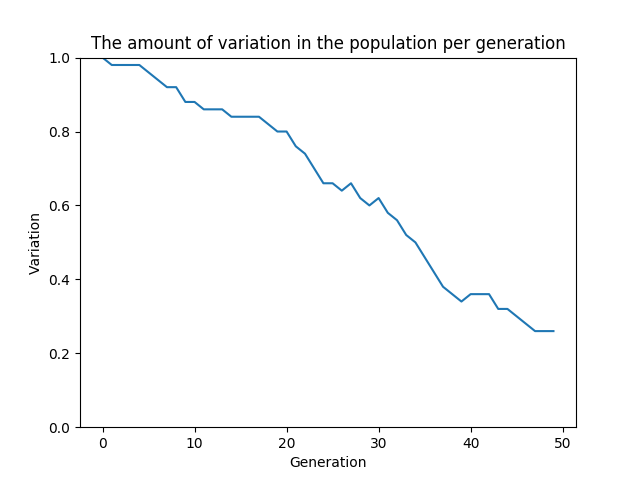 The amount of variation in the population per generation
1.0
0.8
0.6
0.4
0.2
0.0
Variation
0 10 20 30 40 50
Generation